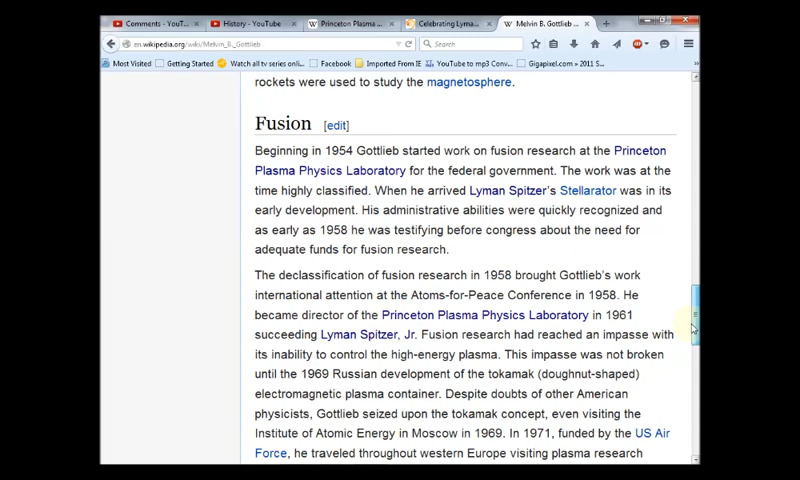 Comments - YouT...
History - YouTube
Princeton Plasma ...
Celebrating Lyma...
Melvin B. Gottlieb ...
en.wikipedia.org/wiki/Melvin_B._Gottlieb
Search
Most Visited
Getting Started
Watch all tv series onli...
Facebook
Imported From IE
YouTube to mp3 Conv...
Gigapixel.com » 2011 S...
rockets were used to study the magnetosphere.
Fusion [edit]
Beginning in 1954 Gottlieb started work on fusion research at the Princeton
Plasma Physics Laboratory for the federal government. The work was at the
time highly classified. When he arrived Lyman Spitzer's Stellarator was in its
early development. His administrative abilities were quickly recognized and
as early as 1958 he was testifying before congress about the need for
adequate funds for fusion research.
The declassification of fusion research in 1958 brought Gottlieb's work
international attention at the Atoms-for-Peace Conference in 1958. He
became director of the Princeton Plasma Physics Laboratory in 1961
succeeding Lyman Spitzer, Jr. Fusion research had reached an impasse with
its inability to control the high-energy plasma. This impasse was not broken
until the 1969 Russian development of the tokamak (doughnut-shaped)
electromagnetic plasma container. Despite doubts of other American
physicists, Gottlieb seized upon the tokamak concept, even visiting the
Institute of Atomic Energy in Moscow in 1969. In 1971, funded by the US Air
Force, he traveled throughout western Europe visiting plasma research